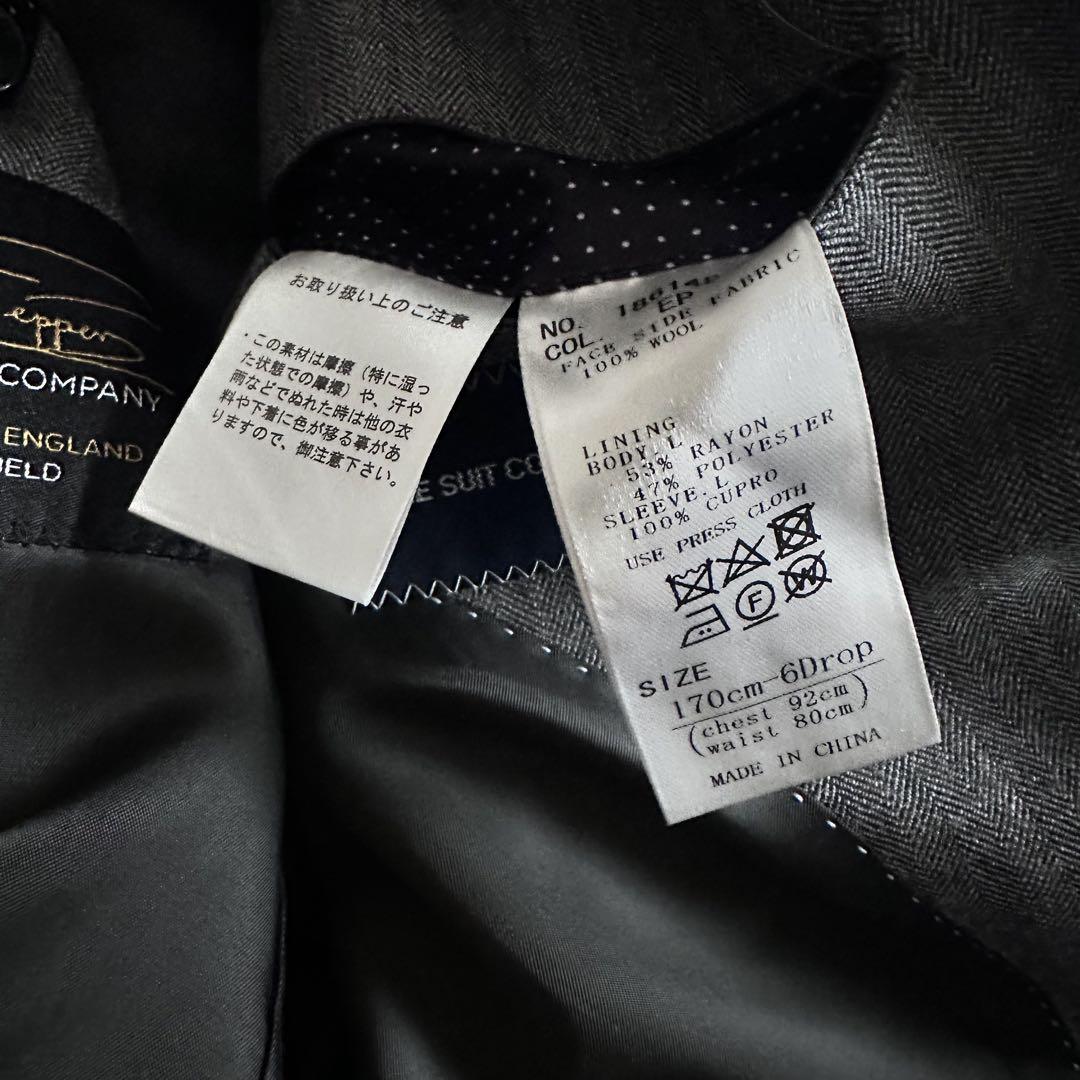 epper
COMPANY
ENGLAND
IELD
お取り扱い上のご注意
・この素材は摩擦(特に湿っ
た状態での摩擦)や、汗や
雨などでぬれた時は他の衣
料や下着に色が移る事があ
りますので、御注意下さい。
E SUIT CO
NO.
COL. EP
FACE SIDE FABRIC
100% WOOL
LINING
BODY. L
53% RAYON
47% POLYESTER
SLEEVE. L
100% CUPRO
USE PRESS CLOTH
F
W
SIZE
170cm-6Drop
(chest 92cm)
(waist 80cm)
MADE IN CHINA